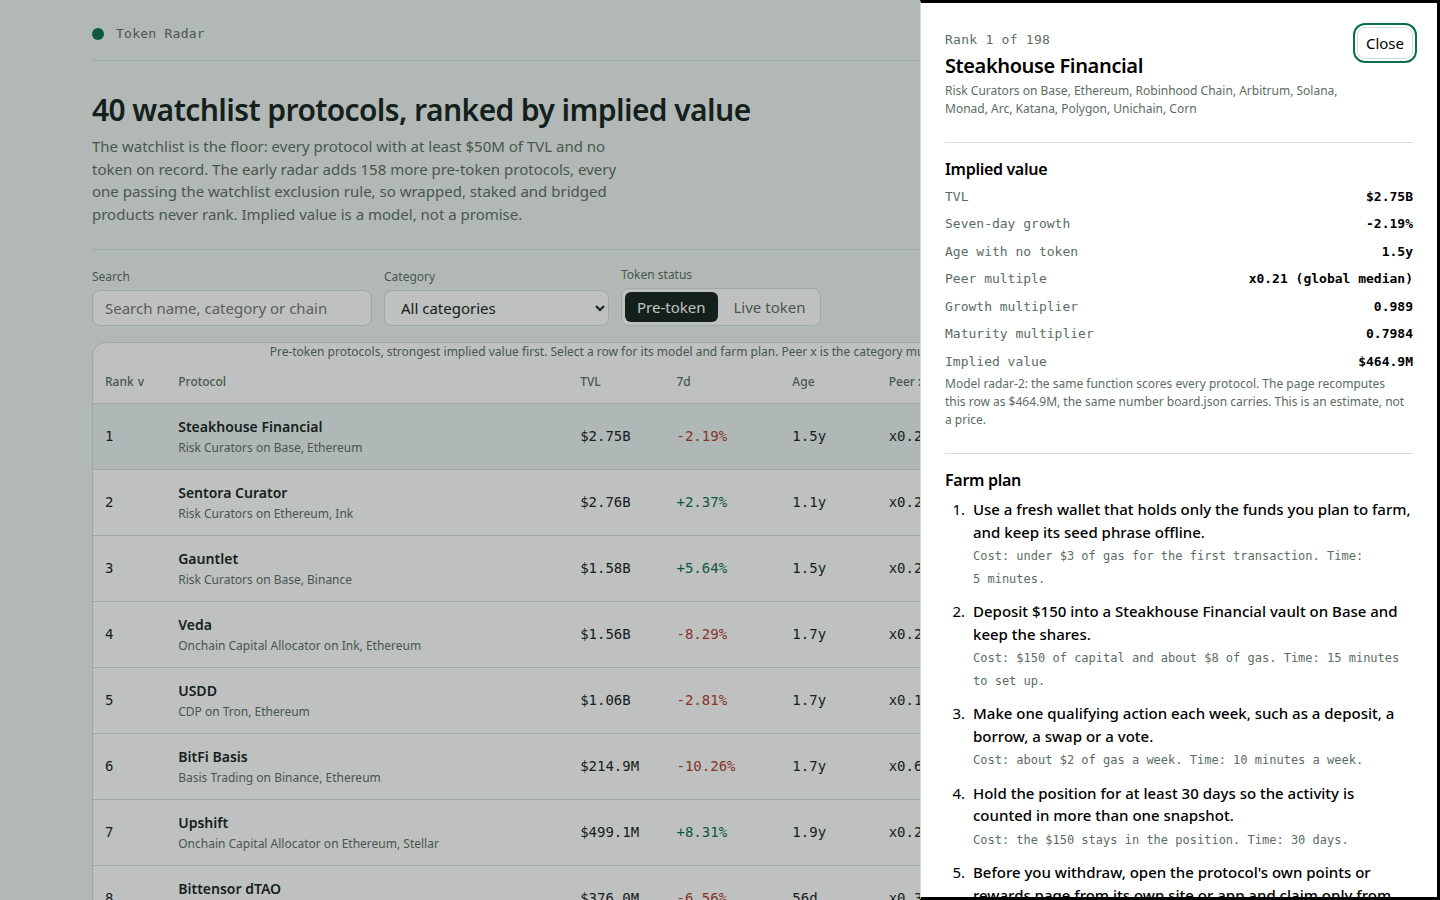 Token Radar
40 watchlist protocols, ranked by implied value
The watchlist is the floor: every protocol with at least $50M of TVL and no
token on record. The early radar adds 158 more pre-token protocols, every
one passing the watchlist exclusion rule, so wrapped, staked and bridged
products never rank. Implied value is a model, not a promise.
Search
Category
Token status
Search name, category or chain
All categories
Pre-token
Live token
Pre-token protocols, strongest implied value first. Select a row for its model and farm plan. Peer x is the category
Rank v Protocol TVL 7d Age Peer
1 Steakhouse Financial $2.75B -2.19% 1.5y
Risk Curators on Base, Ethereum
2 Sentora Curator $2.76B +2.37% 1.1y
Risk Curators on Ethereum, Ink
3 Gauntlet $1.58B +5.64% 1.5y
Risk Curators on Base, Binance
4 Veda $1.56B -8.29% 1.7y
Onchain Capital Allocator on Ink, Ethereum
5 USDD $1.06B -2.81% 1.7y
CDP on Tron, Ethereum
6 BitFi Basis $214.9M -10.26% 1.7y
Basis Trading on Binance, Ethereum
7 Upshift $499.1M +8.31% 1.9y
Onchain Capital Allocator on Ethereum, Stellar
8 Bittensor dTAO $376.0M -6.56% 56d
Rank 1 of 198
Close
Steakhouse Financial
Risk Curators on Base, Ethereum, Robinhood Chain, Arbitrum, Solana,
Monad, Arc, Katana, Polygon, Unichain, Corn
Implied value
TVL $2.75B
Seven-day growth -2.19%
Age with no token 1.5y
Peer multiple x0.21 (global median)
Growth multiplier 0.989
Maturity multiplier 0.7984
Implied value $464.9M
Model radar-2: the same function scores every protocol. The page recomputes
this row as $464.9M, the same number board.json carries. This is an estimate, not
a price.
Farm plan
1. Use a fresh wallet that holds only the funds you plan to farm,
and keep its seed phrase offline.
Cost: under $3 of gas for the first transaction. Time:
5 minutes.
2. Deposit $150 into a Steakhouse Financial vault on Base and
keep the shares.
Cost: $150 of capital and about $8 of gas. Time: 15 minutes
to set up.
3. Make one qualifying action each week, such as a deposit, a
borrow, a swap or a vote.
Cost: about $2 of gas a week. Time: 10 minutes a week.
4. Hold the position for at least 30 days so the activity is
counted in more than one snapshot.
Cost: the $150 stays in the position. Time: 30 days.
5. Before you withdraw, open the protocol's own points or
rewards page from its own site or app and claim only from